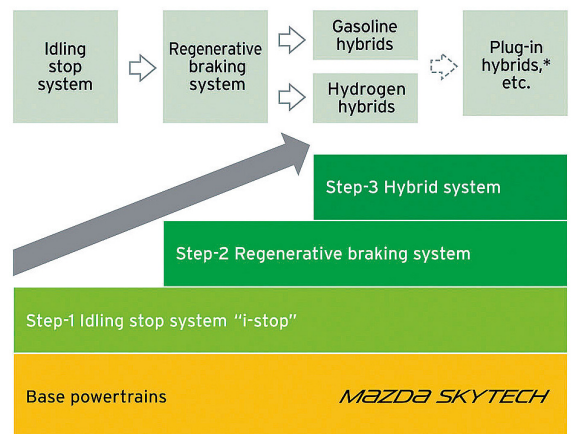 Idling
stop
system
Regenerative
braking
system
Gasoline
hybrids
Hydrogen
hybrids
Plug-in
hybrids,*
etc.
Step-3 Hybrid system
Step-2 Regenerative braking system
Step-1 Idling stop system “i-stop”
Base powertrains
MAZDA SKYTECH